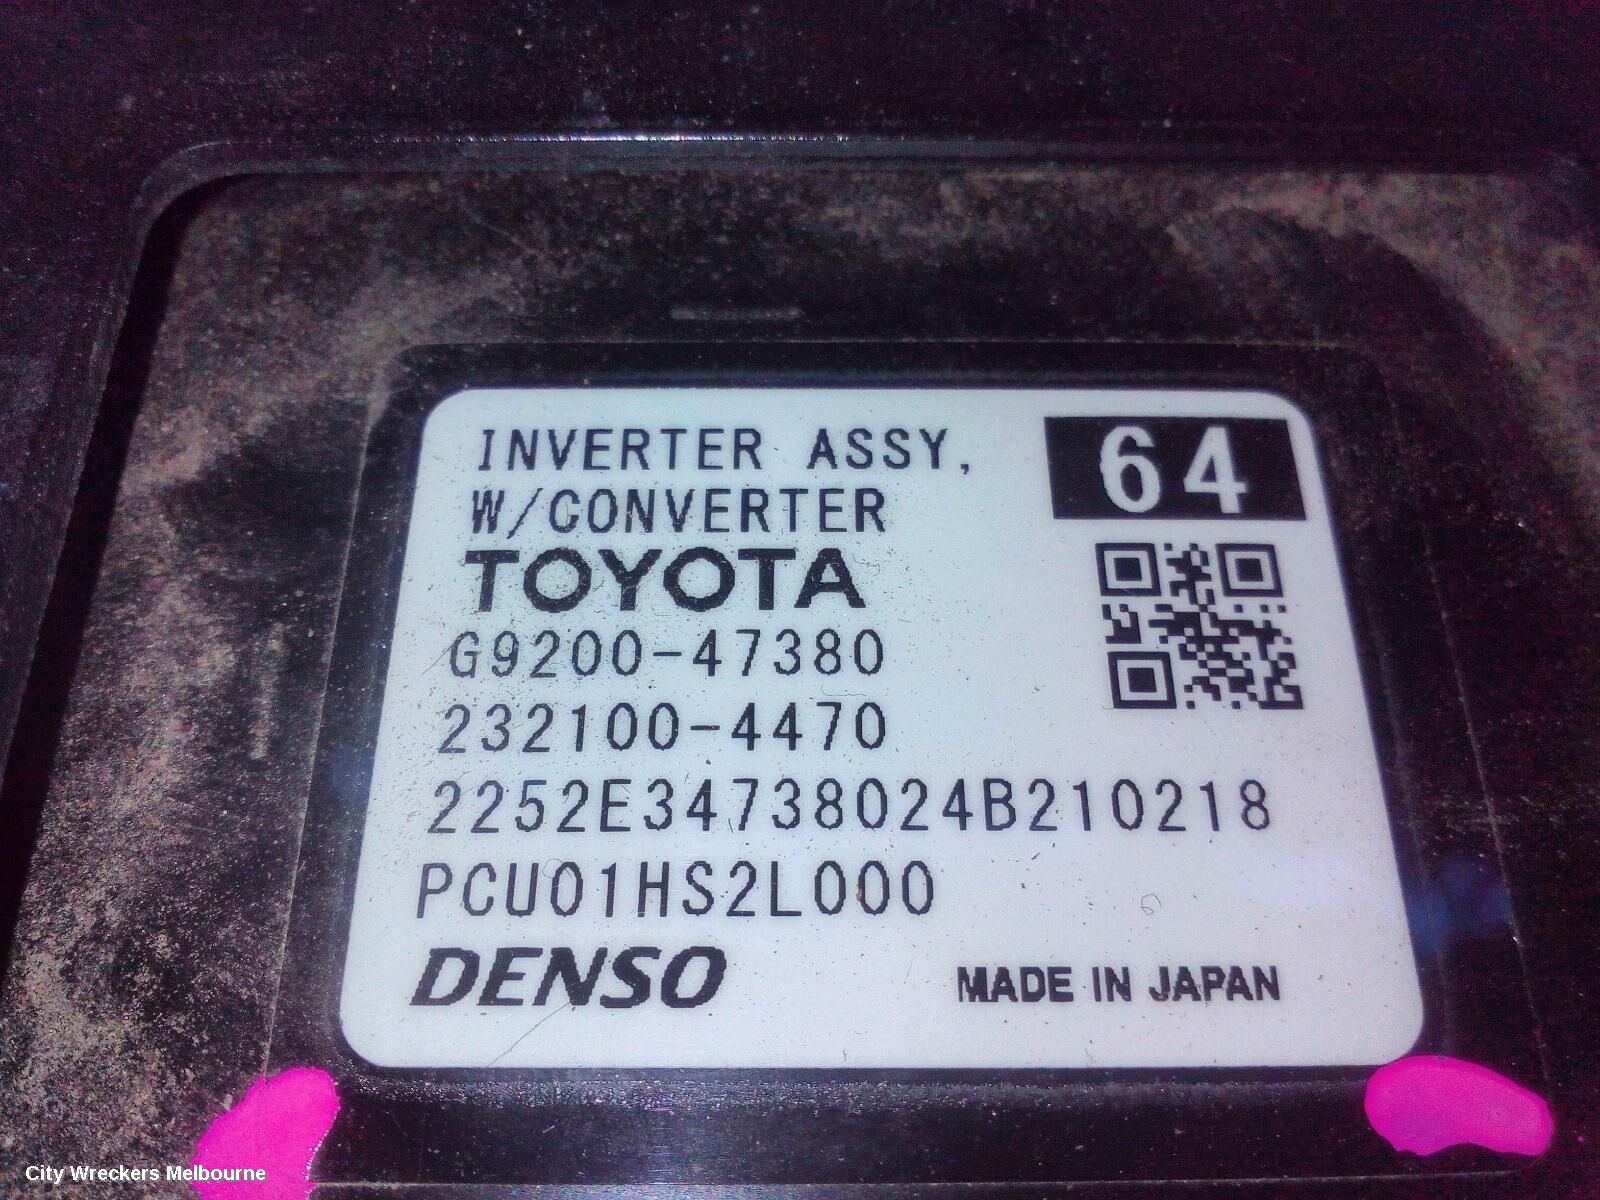 INVERTER ASSY,
W/CONVERTER
64
TOYOTA
G9200-47380
232100-4470
2252E34738024B210218
PCU01HS2L000
DENSO
MADE IN JAPAN
City Wreckers Melbourne